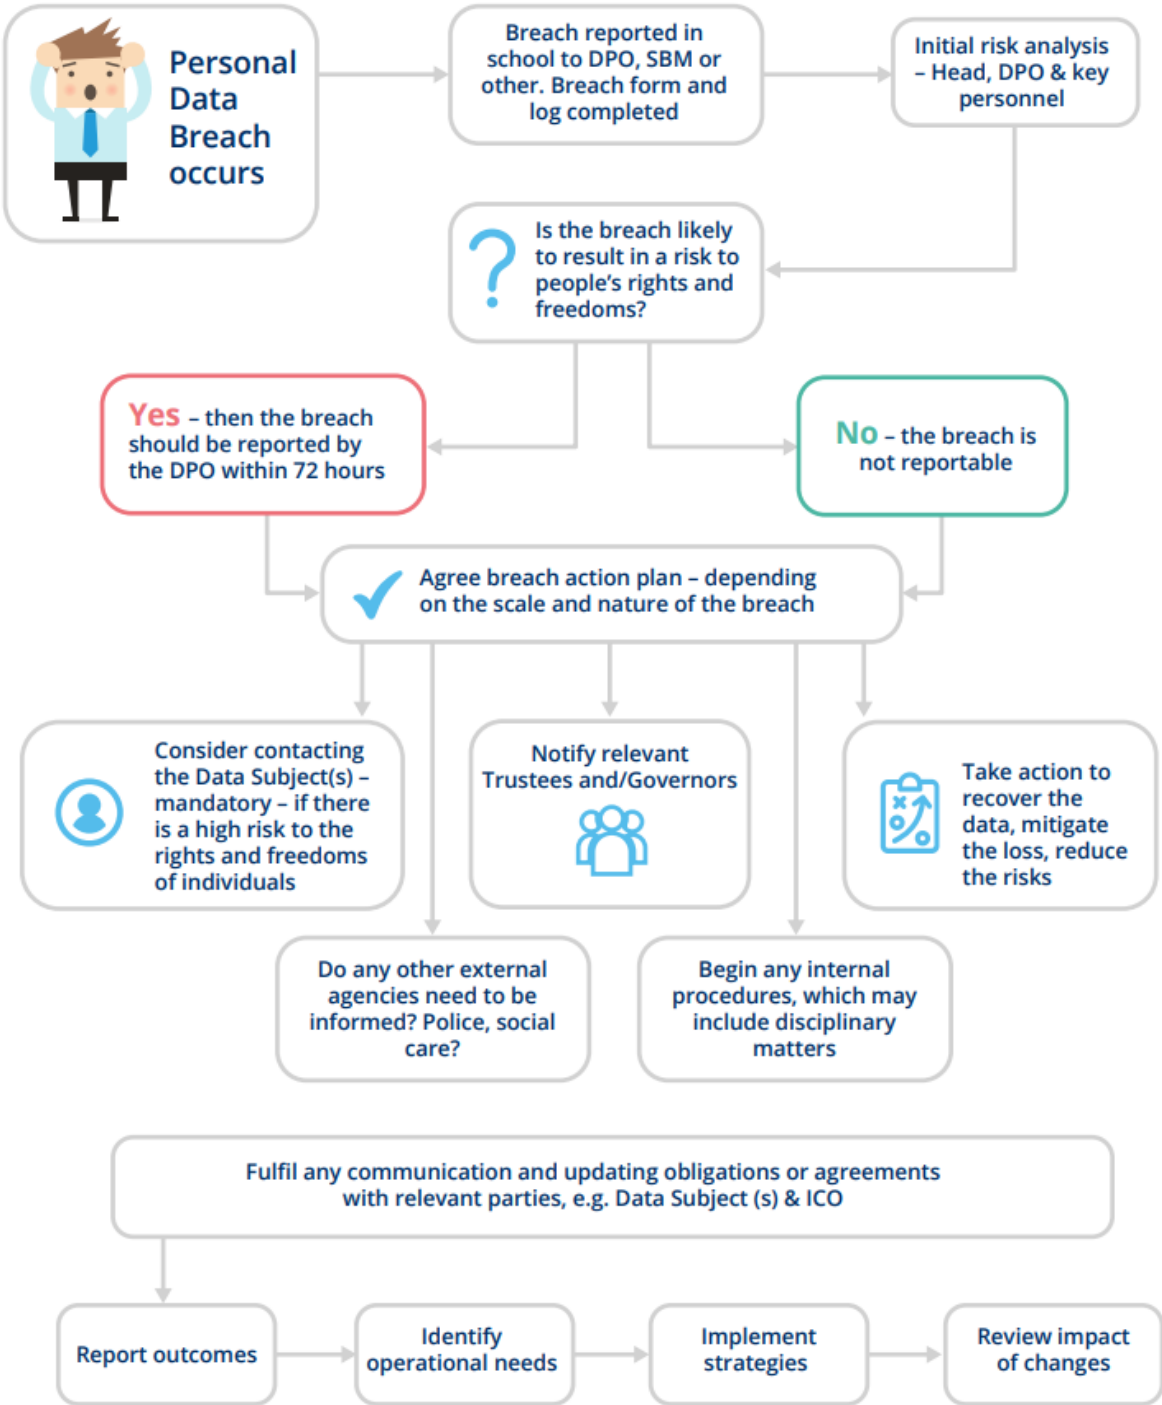 Personal
Data
Breach
occurs
Breach reported in
school to DPO, SBM or
other. Breach form and
log completed
Initial risk analysis
– Head, DPO & key
personnel
Is the breach likely
to result in a risk to
people's rights and
freedoms?
Yes – then the breach
should be reported by
the DPO within 72 hours
No – the breach is
not reportable
Agree breach action plan – depending
on the scale and nature of the breach
Consider contacting
the Data Subject(s) –
mandatory – if there
is a high risk to the
rights and freedoms
of individuals
Notify relevant
Trustees and/Governors
Take action to
recover the
data, mitigate
the loss, reduce
the risks
Do any other external
agencies need to be
informed? Police, social
care?
Begin any internal
procedures, which may
include disciplinary
matters
Fulfil any communication and updating obligations or agreements
with relevant parties, e.g. Data Subject (s) & ICO
Report outcomes
Identify
operational needs
Implement
strategies
Review impact
of changes